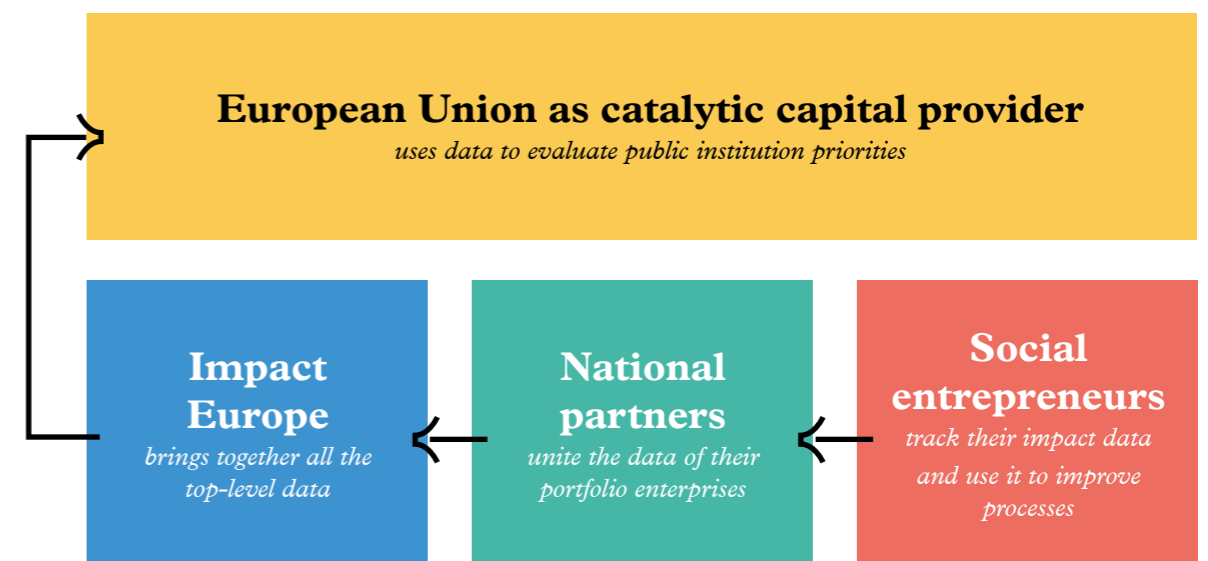 European Union as catalytic capital provider
uses data to evaluate public institution priorities
Impact
Europe
brings together all the
top-level data
National
partners
unite the data of their
portfolio enterprises
Social
entrepreneurs
track their impact data
and use it to improve
processes